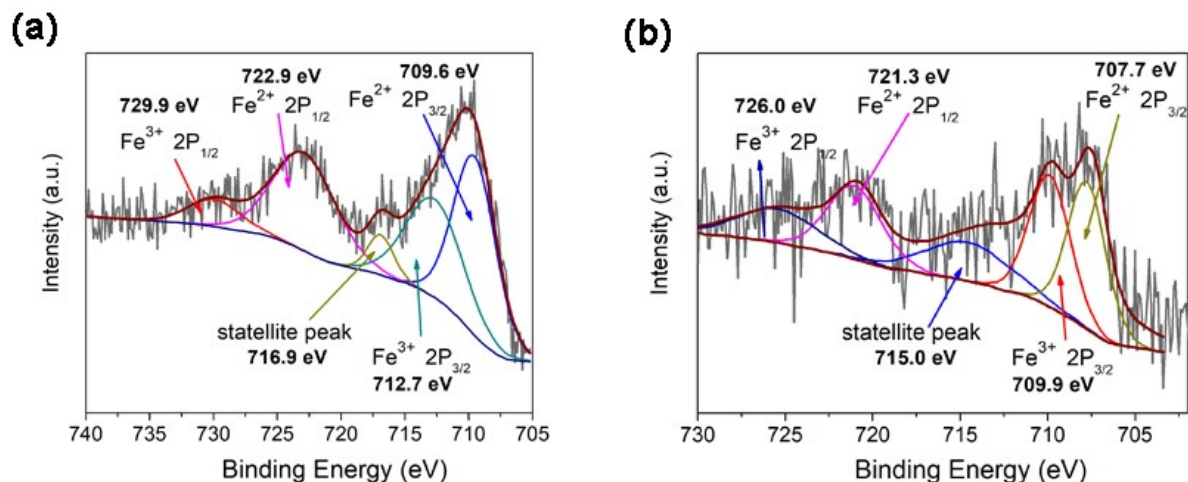 (a)
729.9 eV
Fe³⁺ 2P₁/₂
722.9 eV
Fe²⁺ 2P₁/₂
709.6 eV
Fe²⁺ 2P₃/₂
statellite peak
716.9 eV
Fe³⁺ 2P₃/₂
712.7 eV
Intensity (a.u.)
740 735 730 725 720 715 710 705
Binding Energy (eV)
(b)
726.0 eV
Fe³⁺ 2P₁/₂
721.3 eV
Fe²⁺ 2P₁/₂
707.7 eV
Fe²⁺ 2P₃/₂
statellite peak
715.0 eV
Fe³⁺ 2P₃/₂
709.9 eV
Intensity (a.u.)
730 725 720 715 710 705
Binding Energy (eV)